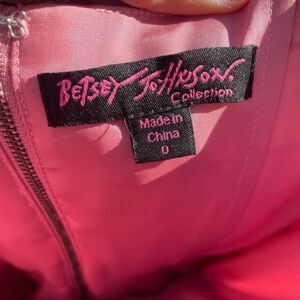 BETSEY JOHNSON.
Collection
Made in
China
0